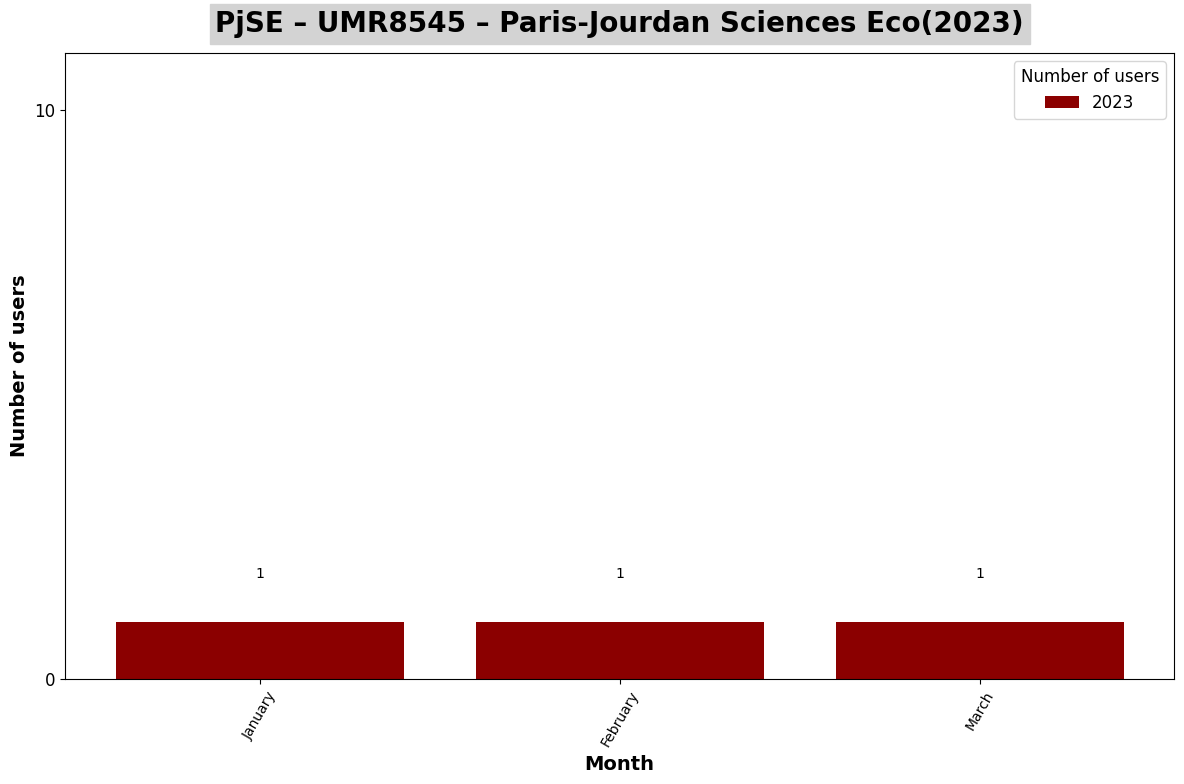 PjSE – UMR8545 – Paris-Jourdan Sciences Eco(2023)
Number of users
2023
10
Number of users
1 1 1
0
January February March
Month